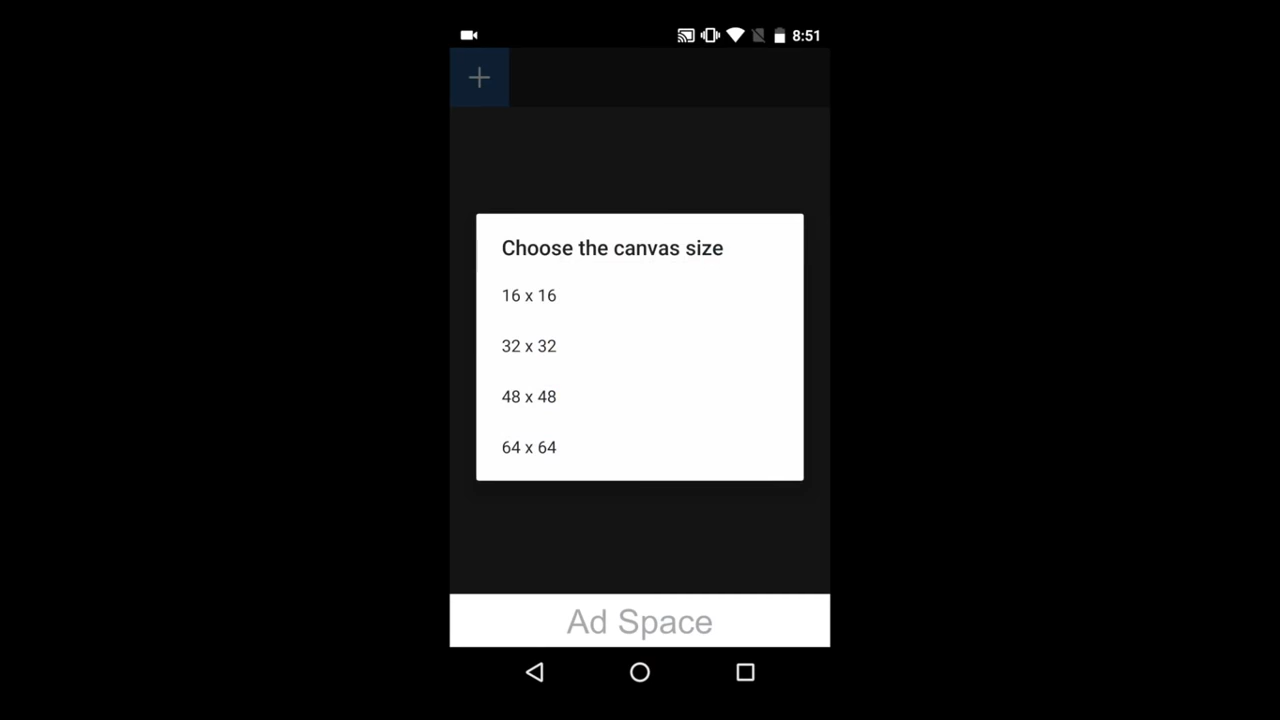 8:51
Choose the canvas size
16 x 16
32 x 32
48 x 48
64 x 64
Ad Space